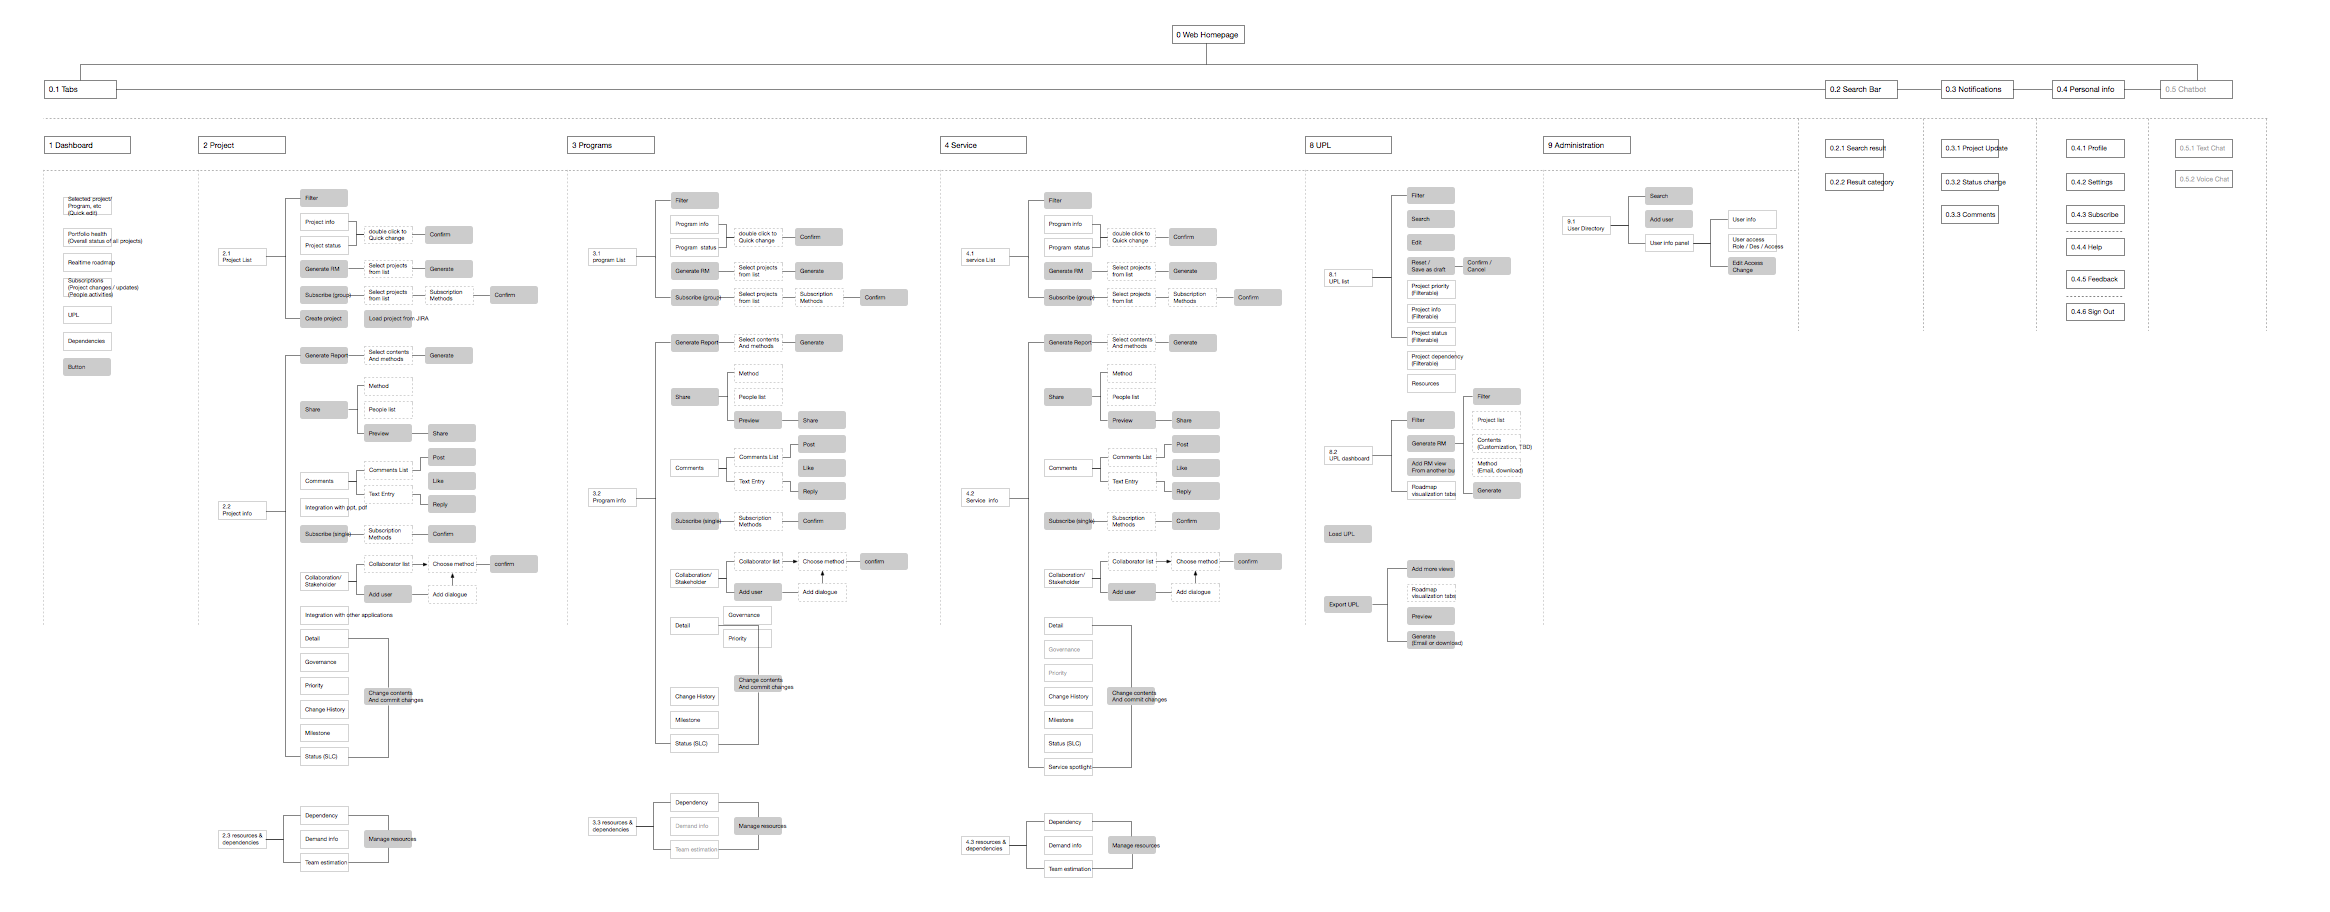 0 Web Homepage
0.1 Tabs
0.2 Search Bar
0.3 Notifications
0.4 Personal info
0.5 Chatbot
1 Dashboard
Selected project/
Program, etc
(Quick edit)
Portfolio health
(Overall status of all projects)
Realtime roadmap
Subscriptions
(Project changes / updates)
(People activities)
UPL
Dependencies
Button
2 Project
2.1
Project List
Filter
Project info
Project status
double click to
Quick change
Confirm
Generate RM
Select projects
from list
Generate
Subscribe (group)
Select projects
from list
Subscription
Methods
Confirm
Create project
Load project from JIRA
2.2
Project info
Generate Report
Select contents
And methods
Generate
Share
Method
People list
Preview
Share
Comments
Comments List
Text Entry
Post
Like
Reply
Integration with ppt, pdf
Subscribe (single)
Subscription
Methods
Confirm
Collaboration/
Stakeholder
Collaborator list
Choose method
confirm
Add user
Add dialogue
Integration with other applications
Detail
Governance
Priority
Change History
Milestone
Status (SLC)
Change contents
And commit changes
2.3 resources &
dependencies
Dependency
Demand info
Team estimation
Manage resources
3 Programs
3.1
program List
Filter
Program info
Program status
double click to
Quick change
Confirm
Generate RM
Select projects
from list
Generate
Subscribe (group)
Select projects
from list
Subscription
Methods
Confirm
3.2
Program info
Generate Report
Select contents
And methods
Generate
Share
Method
People list
Preview
Share
Comments
Comments List
Text Entry
Post
Like
Reply
Subscribe (single)
Subscription
Methods
Confirm
Collaboration/
Stakeholder
Collaborator list
Choose method
confirm
Add user
Add dialogue
Detail
Governance
Priority
Change contents
And commit changes
Change History
Milestone
Status (SLC)
3.3 resources &
dependencies
Dependency
Demand info
Team estimation
Manage resources
4 Service
4.1
service List
Filter
Program info
Program status
double click to
Quick change
Confirm
Generate RM
Select projects
from list
Generate
Subscribe (group)
Select projects
from list
Subscription
Methods
Confirm
4.2
Service info
Generate Report
Select contents
And methods
Generate
Share
Method
People list
Preview
Share
Comments
Comments List
Text Entry
Post
Like
Reply
Subscribe (single)
Subscription
Methods
Confirm
Collaboration/
Stakeholder
Collaborator list
Choose method
confirm
Add user
Add dialogue
Detail
Governance
Priority
Change History
Milestone
Status (SLC)
Service spotlight
Change contents
And commit changes
4.3 resources &
dependencies
Dependency
Demand info
Team estimation
Manage resources
8 UPL
8.1
UPL list
Filter
Search
Edit
Reset /
Save as draft
Confirm /
Cancel
Project priority
(Filterable)
Project info
(Filterable)
Project status
(Filterable)
Project dependency
(Filterable)
Resources
8.2
UPL dashboard
Filter
Generate RM
Add RM view
From another bu
Roadmap
visualization tabs
Filter
Project list
Contents
(Customization, TBD)
Method
(Email, download)
Generate
Load UPL
Export UPL
Add more views
Roadmap
visualization tabs
Preview
Generate
(Email or download)
9 Administration
9.1
User Directory
Search
Add user
User info panel
User info
User access
Role / Des / Access
Edit Access
Change
0.2.1 Search result
0.2.2 Result category
0.3.1 Project Update
0.3.2 Status change
0.3.3 Comments
0.4.1 Profile
0.4.2 Settings
0.4.3 Subscribe
0.4.4 Help
0.4.5 Feedback
0.4.6 Sign Out
0.5.1 Text Chat
0.5.2 Voice Chat